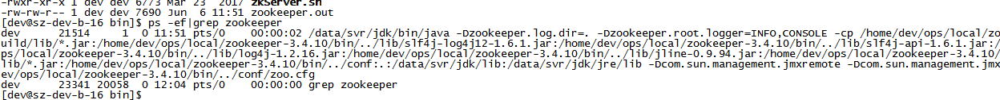 -rwxr-xr-x 1 dev dev 6773 Mar 23  2017 zkServer.sh
-rw-rw-r-- 1 dev dev 7690 Jun  6 11:51 zookeeper.out
[dev@sz-dev-b-16 bin]$ ps -ef|grep zookeeper
dev      21514     1  0 11:51 pts/0    00:00:02 /data/svr/jdk/bin/java -Dzookeeper.log.dir=. -Dzookeeper.root.logger=INFO,CONSOLE -cp /home/dev/ops/local/zo
uild/lib/*.jar:/home/dev/ops/local/zookeeper-3.4.10/bin/../lib/slf4j-log4j12-1.6.1.jar:/home/dev/ops/local/zookeeper-3.4.10/bin/../lib/slf4j-api-1.6.1.jar:/
ps/local/zookeeper-3.4.10/bin/../lib/log4j-1.2.16.jar:/home/dev/ops/local/zookeeper-3.4.10/bin/../lib/jline-0.9.94.jar:/home/dev/ops/local/zookeeper-3.4.10/
lib/*.jar:/home/dev/ops/local/zookeeper-3.4.10/bin/../conf:.:/data/svr/jdk/lib:/data/svr/jdk/jre/lib -Dcom.sun.management.jmxremote -Dcom.sun.management.jmx
ev/ops/local/zookeeper-3.4.10/bin/../conf/zoo.cfg
dev      23341 20058  0 12:04 pts/0    00:00:00 grep zookeeper
[dev@sz-dev-b-16 bin]$